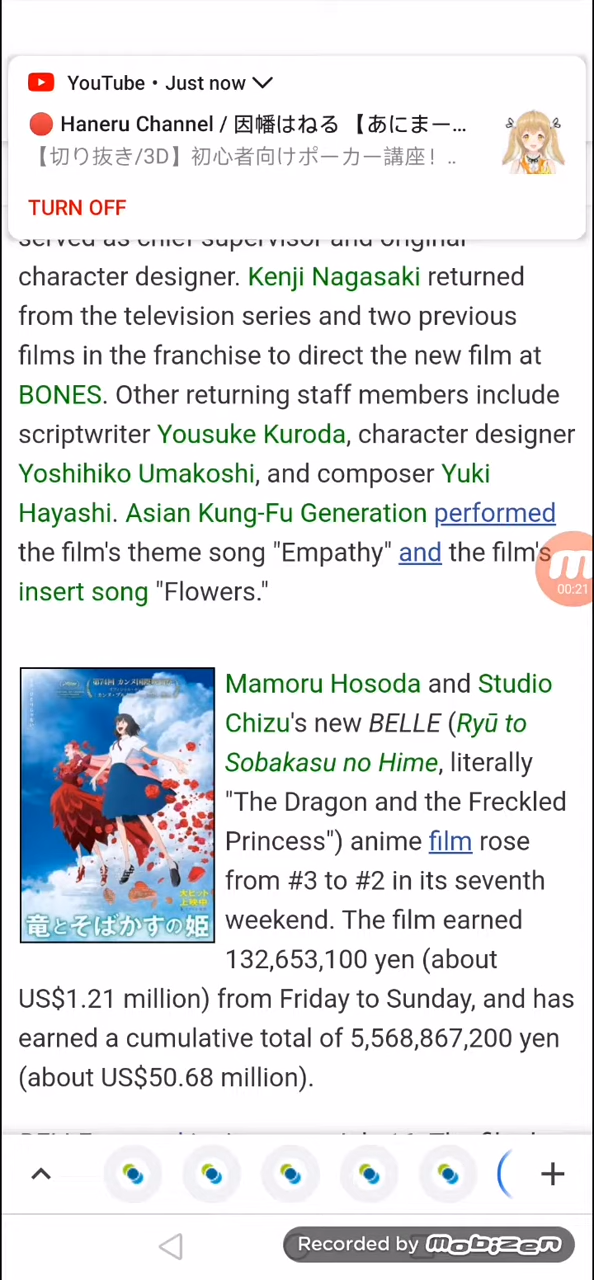 YouTube • Just now
🔴 Haneru Channel / 因幡はねる 【あにまー...
【切り抜き/3D】初心者向けポーカー講座！..
TURN OFF
served as chief supervisor and original
character designer. Kenji Nagasaki returned
from the television series and two previous
films in the franchise to direct the new film at
BONES. Other returning staff members include
scriptwriter Yousuke Kuroda, character designer
Yoshihiko Umakoshi, and composer Yuki
Hayashi. Asian Kung-Fu Generation performed
the film's theme song "Empathy" and the film's
insert song "Flowers."
00:21
竜とそばかすの姫
Mamoru Hosoda and Studio
Chizu's new BELLE (Ryū to
Sobakasu no Hime, literally
"The Dragon and the Freckled
Princess") anime film rose
from #3 to #2 in its seventh
weekend. The film earned
132,653,100 yen (about
US$1.21 million) from Friday to Sunday, and has
earned a cumulative total of 5,568,867,200 yen
(about US$50.68 million).
Recorded by mobizen